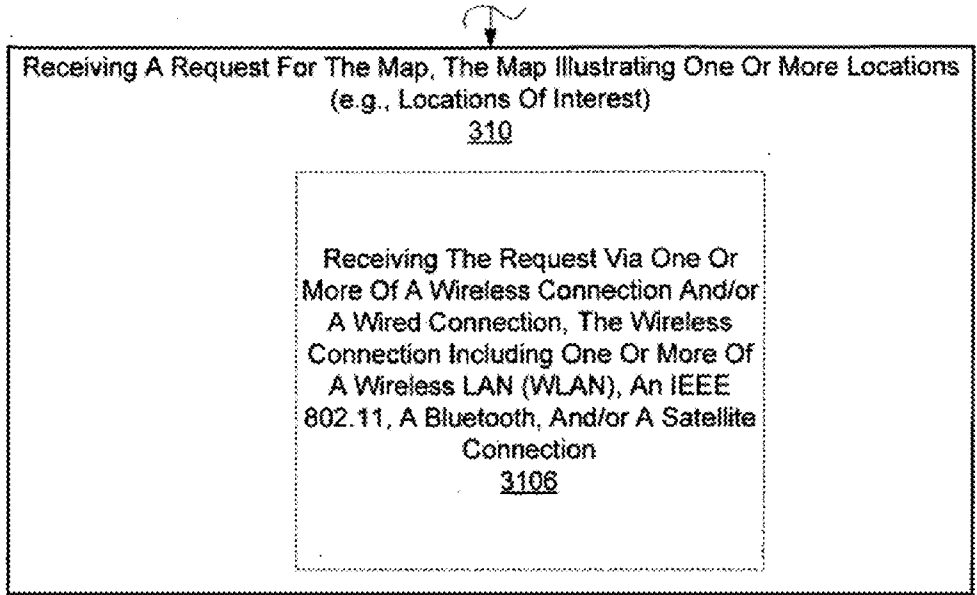 Receiving A Request For The Map, The Map Illustrating One Or More Locations
(e.g., Locations Of Interest)
310
Receiving The Request Via One Or
More Of A Wireless Connection And/or
A Wired Connection, The Wireless
Connection Including One Or More Of
A Wireless LAN (WLAN), An IEEE
802.11, A Bluetooth, And/or A Satellite
Connection
3106